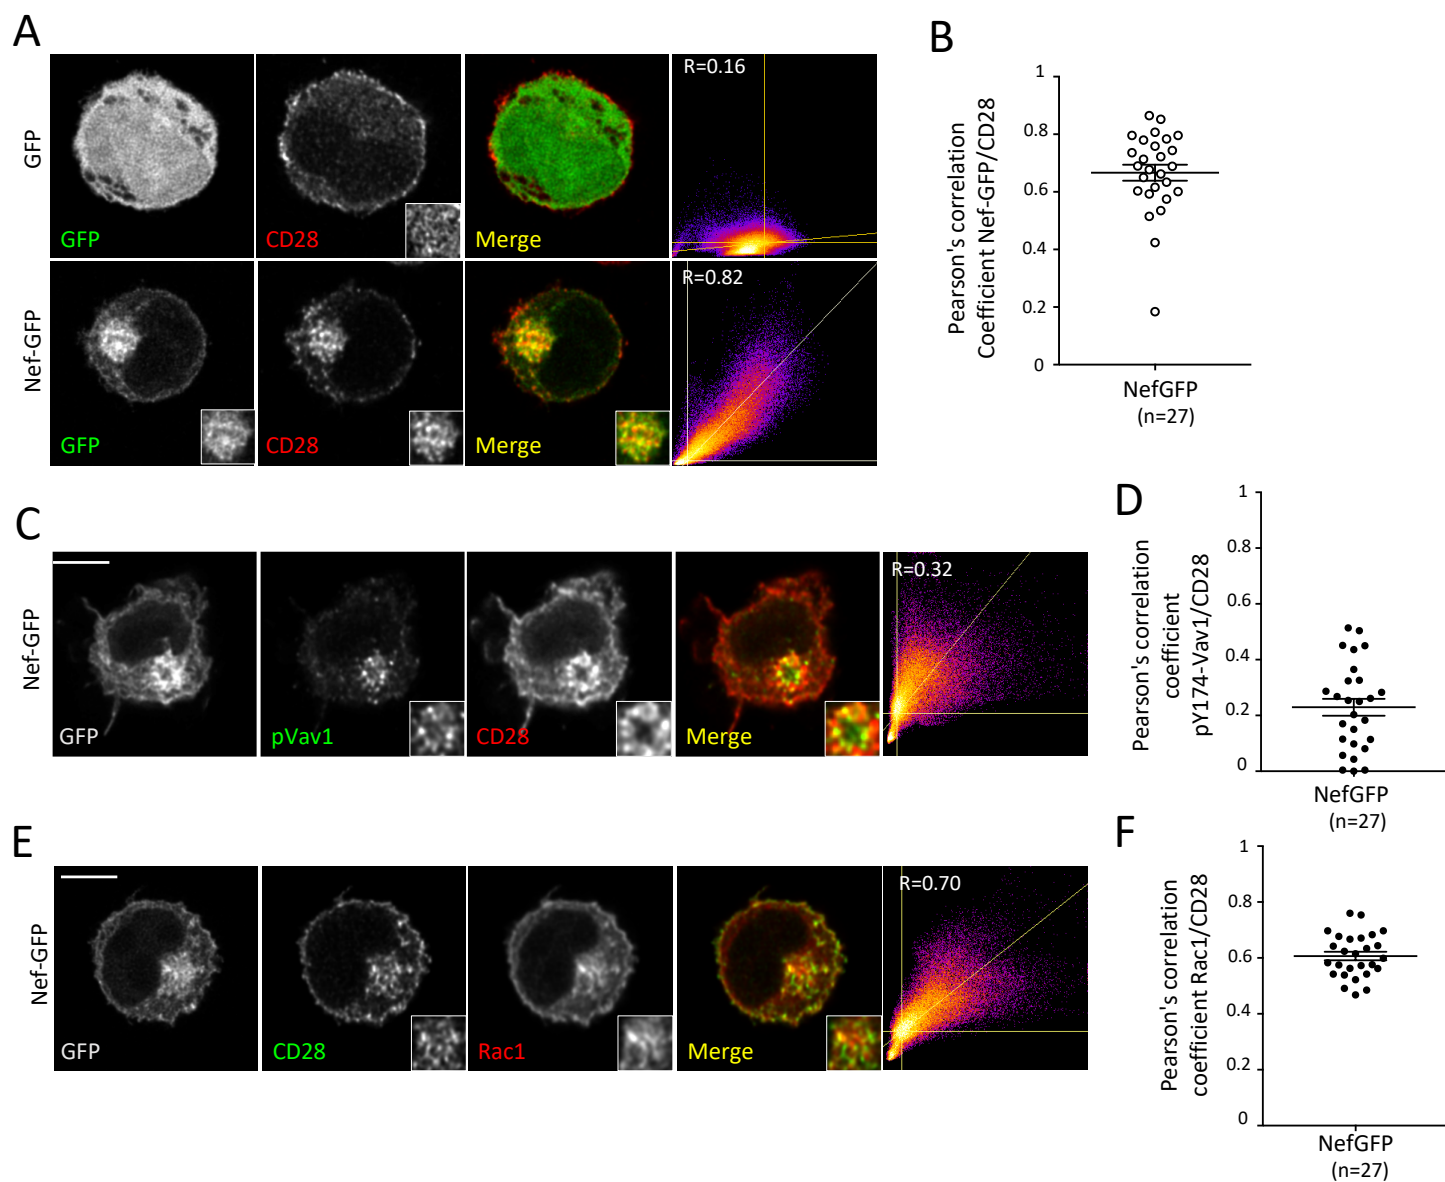 A
GFP
GFP
CD28
Merge
R=0.16
Nef-GFP
GFP
CD28
Merge
R=0.82
B
Pearson's correlation
Coefficient Nef-GFP/CD28
1
0.8
0.6
0.4
0.2
0
NefGFP
(n=27)
C
Nef-GFP
GFP
pVav1
CD28
Merge
R=0.32
D
Pearson's correlation
coefficient
pY174-Vav1/CD28
1
0.8
0.6
0.4
0.2
0
NefGFP
(n=27)
E
Nef-GFP
GFP
CD28
Rac1
Merge
R=0.70
F
Pearson's correlation
coefficient Rac1/CD28
1
0.8
0.6
0.4
0.2
0
NefGFP
(n=27)